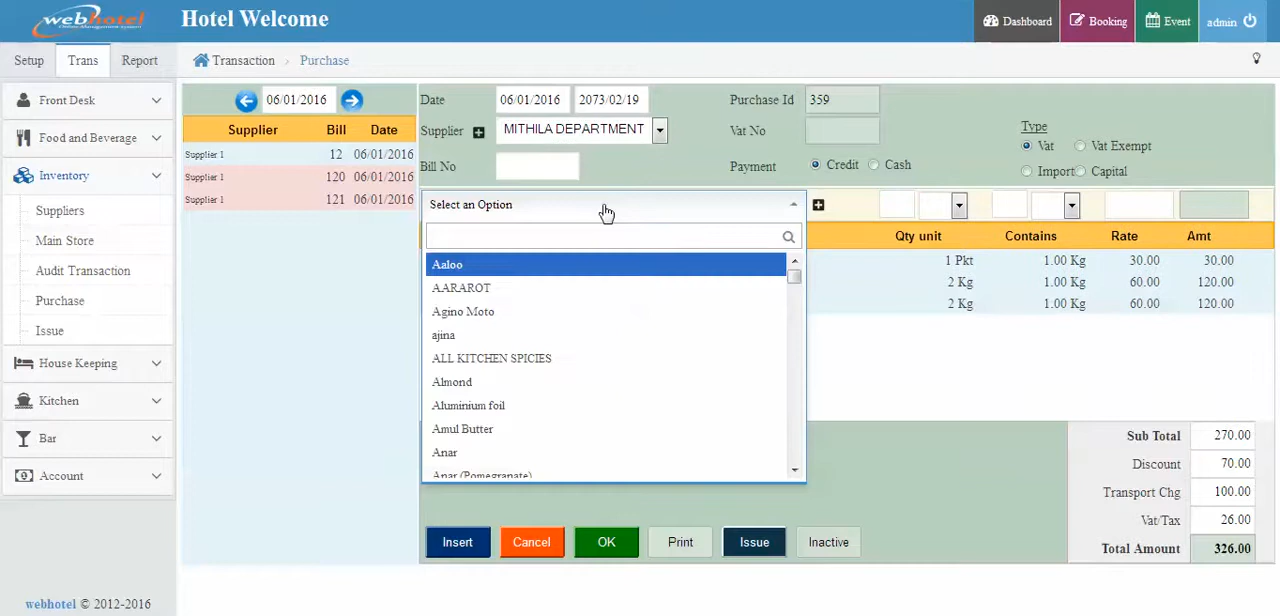 webhotel
Hotel Welcome
Dashboard
Booking
Event
admin
Setup Trans Report
Transaction > Purchase
Front Desk
Food and Beverage
Inventory
Suppliers
Main Store
Audit Transaction
Purchase
Issue
House Keeping
Kitchen
Bar
Account
06/01/2016
Supplier Bill Date
Supplier 1 12 06/01/2016
Supplier 1 120 06/01/2016
Supplier 1 121 06/01/2016
Date 06/01/2016 2073/02/19 Purchase Id 359
Supplier MITHILA DEPARTMENT Vat No
Bill No Payment Credit Cash
Type
Vat Vat Exempt
Import Capital
Select an Option
Aaloo
AARAROT
Agino Moto
ajina
ALL KITCHEN SPICIES
Almond
Aluminium foil
Amul Butter
Anar
Anar (Pomegranate)
Qty unit Contains Rate Amt
1 Pkt 1.00 Kg 30.00 30.00
2 Kg 1.00 Kg 60.00 120.00
2 Kg 1.00 Kg 60.00 120.00
Sub Total 270.00
Discount 70.00
Transport Chg 100.00
Vat/Tax 26.00
Total Amount 326.00
Insert Cancel OK Print Issue Inactive
webhotel © 2012-2016